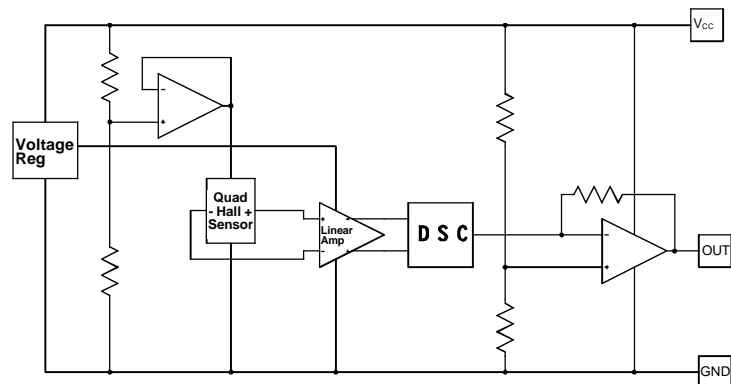 VCC
-
+
Voltage
Reg
Quad
- Hall +
Sensor
+ -
Linear
Amp
- +
D S C
-
+
OUT
GND